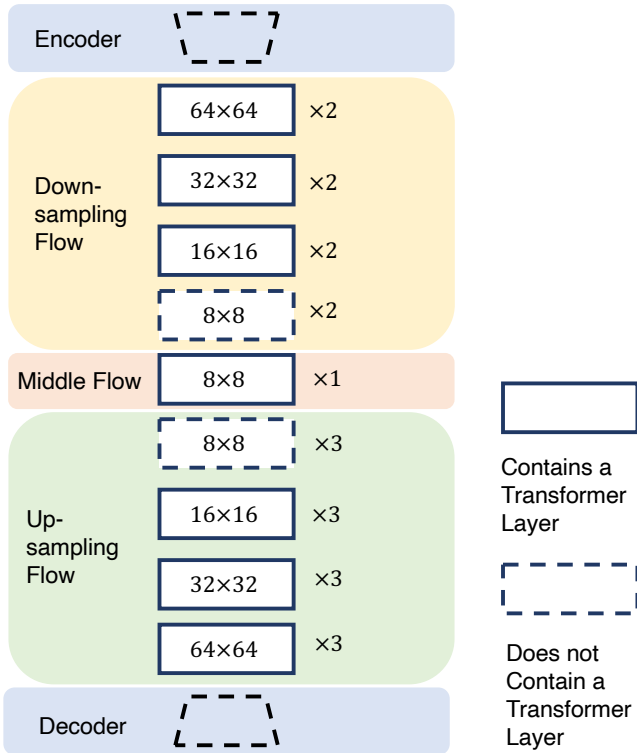 Encoder
64×64 ×2
Down-
sampling
Flow
32×32 ×2
16×16 ×2
8×8 ×2
Middle Flow 8×8 ×1
8×8 ×3
Up-
sampling
Flow
16×16 ×3
32×32 ×3
64×64 ×3
Decoder
Contains a
Transformer
Layer
Does not
Contain a
Transformer
Layer